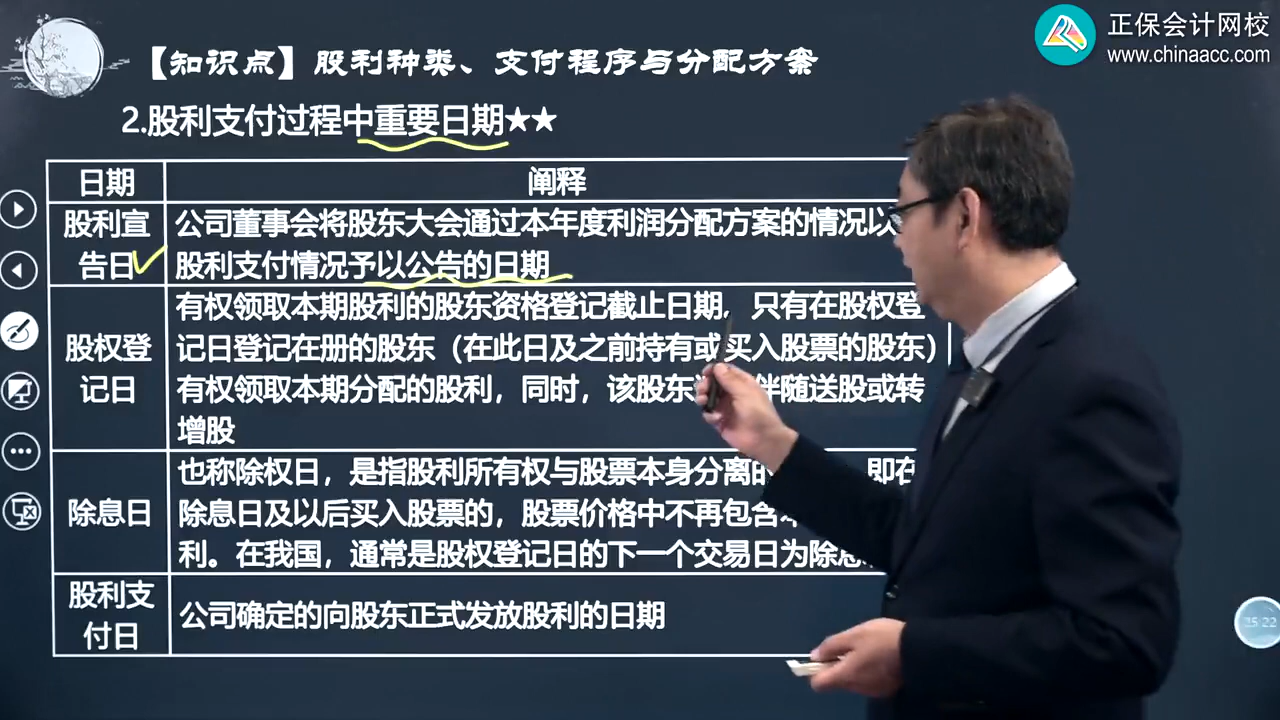 正保会计网校
www.chinaacc.com
【知识点】股利种类、支付程序与分配方案
2.股利支付过程中重要日期★★
日期
阐释
股利宣
告日
公司董事会将股东大会通过本年度利润分配方案的情况以
股利支付情况予以公告的日期
股权登
记日
有权领取本期股利的股东资格登记截止日期，只有在股权登
记日登记在册的股东（在此日及之前持有或买入股票的股东）
有权领取本期分配的股利，同时，该股东 伴随送股或转
增股
除息日
也称除权日，是指股利所有权与股票本身分离的 即在
除息日及以后买入股票的，股票价格中不再包含
利。在我国，通常是股权登记日的下一个交易日为除息
股利支
付日
公司确定的向股东正式发放股利的日期
25:22